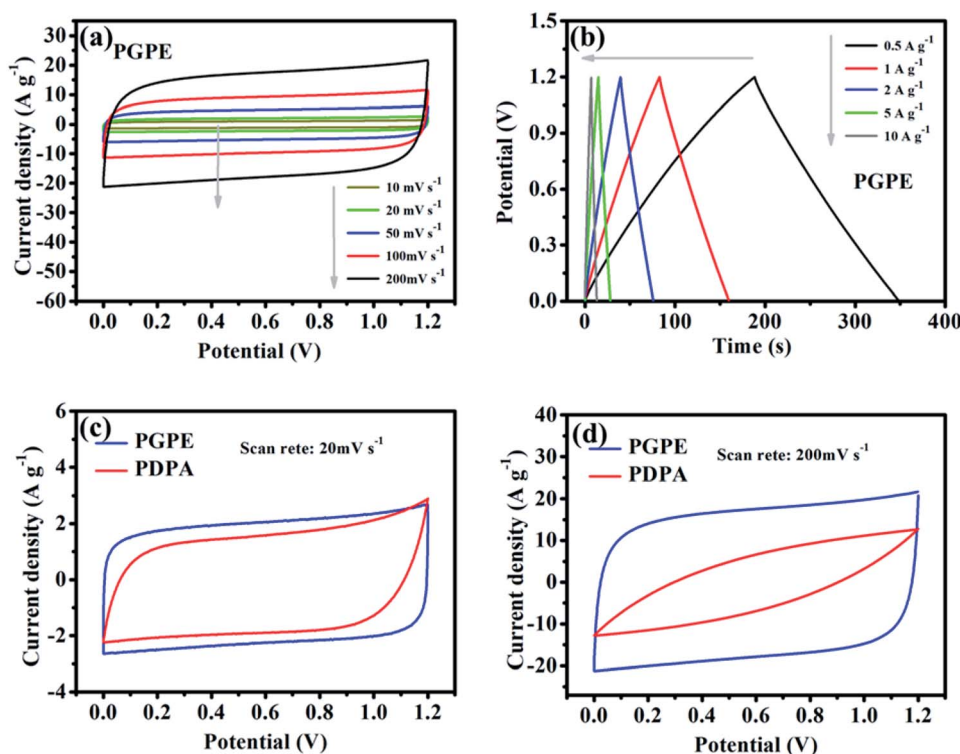 (a)
PGPE
Current density (A g⁻¹)
30
20
10
0
-10
-20
-30
-40
-50
-60
10 mV s⁻¹
20 mV s⁻¹
50 mV s⁻¹
100mV s⁻¹
200mV s⁻¹
0.0 0.2 0.4 0.6 0.8 1.0 1.2
Potential (V)
(b)
Potential (V)
1.5
1.2
0.9
0.6
0.3
0.0
0.5 A g⁻¹
1 A g⁻¹
2 A g⁻¹
5 A g⁻¹
10 A g⁻¹
PGPE
0 100 200 300 400
Time (s)
(c)
PGPE
PDPA
Scan rete: 20mV s⁻¹
Current density (A g⁻¹)
6
4
2
0
-2
-4
0.0 0.2 0.4 0.6 0.8 1.0 1.2
Potential (V)
(d)
PGPE
PDPA
Scan rete: 200mV s⁻¹
Current density (A g⁻¹)
40
30
20
10
0
-10
-20
0.0 0.2 0.4 0.6 0.8 1.0 1.2
Potential (V)